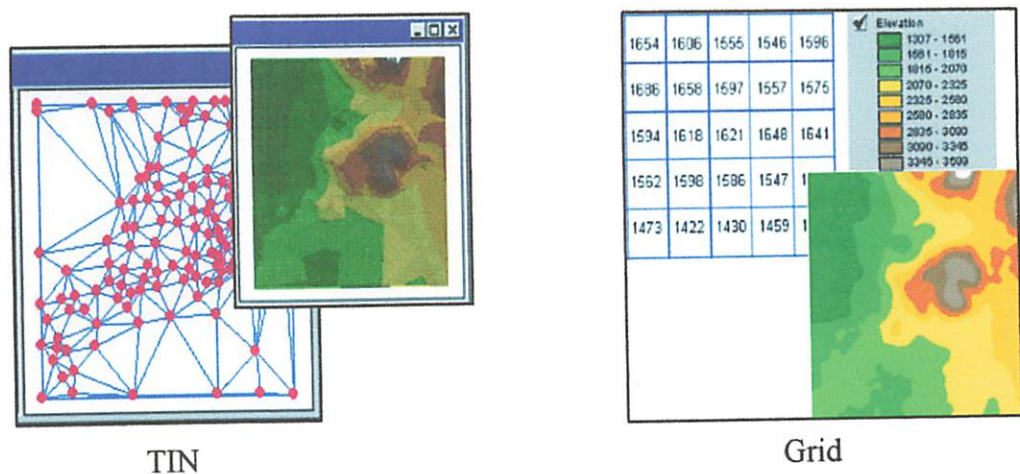 1654 1606 1555 1546 1596
1686 1658 1597 1557 1575
1594 1618 1621 1648 1641
1562 1598 1586 1547 1
1473 1422 1430 1459 1
Elevation
1307 - 1561
1561 - 1815
1815 - 2070
2070 - 2325
2325 - 2580
2580 - 2835
2835 - 3090
3090 - 3345
3345 - 3599
TIN
Grid